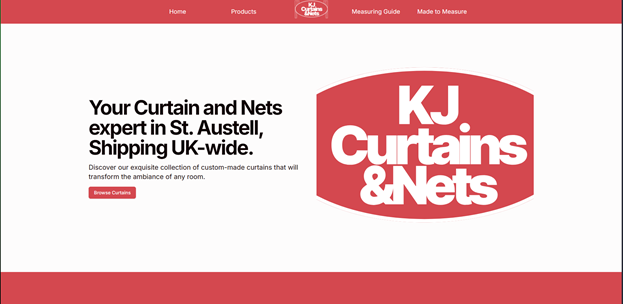 Home
Products
KJ
Curtains
&Nets
Measuring Guide
Made to Measure
Your Curtain and Nets
expert in St. Austell,
Shipping UK-wide.
Discover our exquisite collection of custom-made curtains that will
transform the ambiance of any room.
Browse Curtains
KJ
Curtains
&Nets